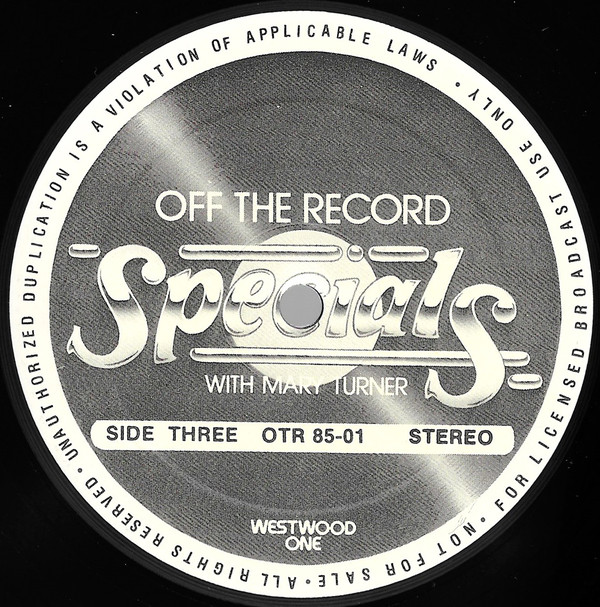 UNAUTHORIZED DUPLICATION IS A VIOLATION OF APPLICABLE LAWS • FOR LICENSED BROADCAST USE ONLY • NOT FOR SALE • ALL RIGHTS RESERVED •
OFF THE RECORD
Specials
WITH MARY TURNER
SIDE THREE OTR 85-01 STEREO
WESTWOOD
ONE